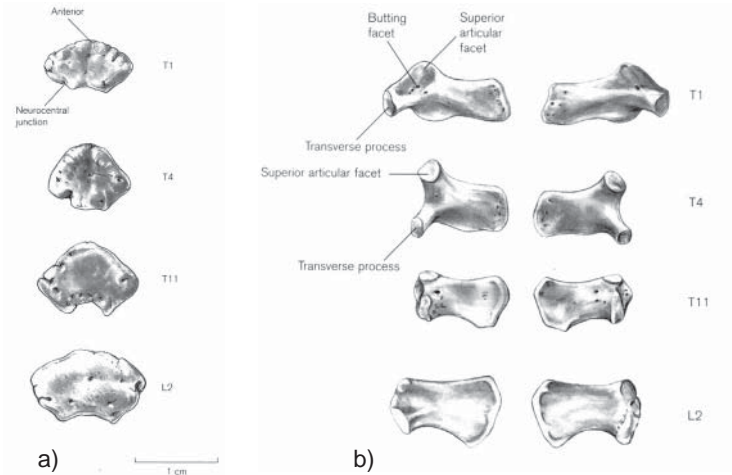 Anterior
T1
Neurocentral
junction
T4
T11
L2
a)
1 cm
Butting
facet
Superior
articular
facet
T1
Transverse process
Superior articular facet
T4
Transverse process
T11
L2
b)